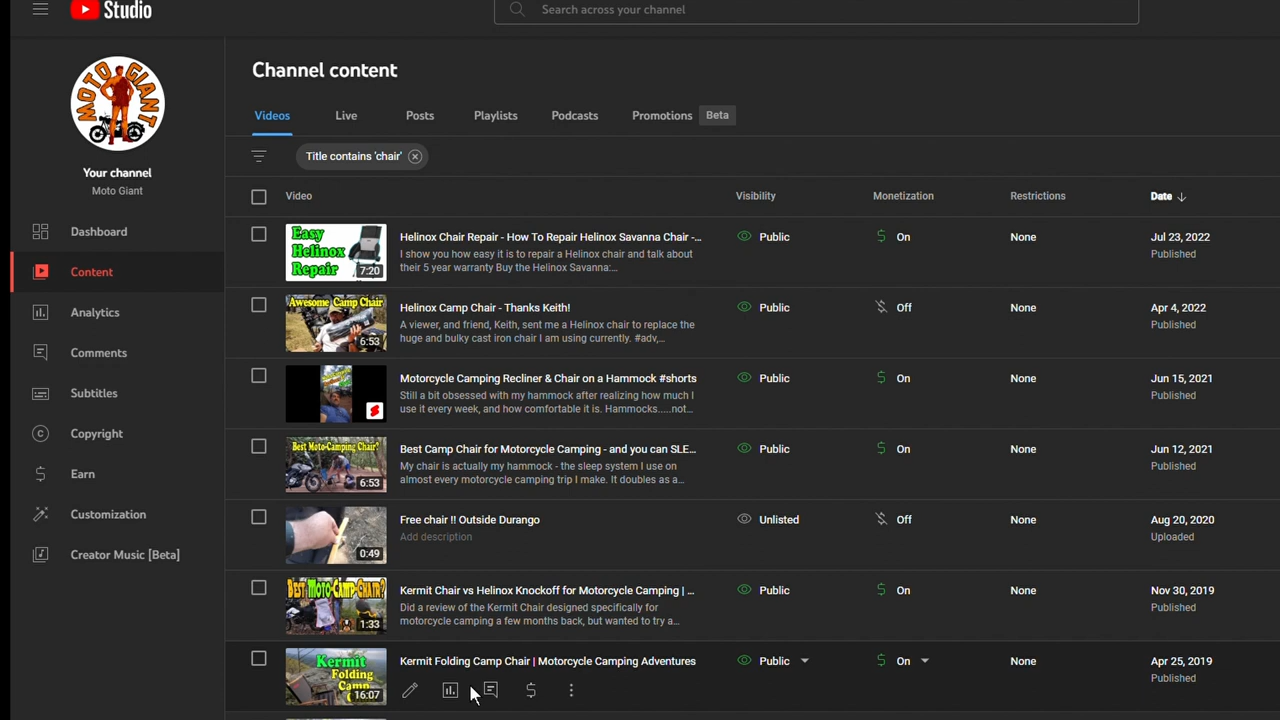 Studio
Search across your channel
MOTO GIANT
Your channel
Moto Giant
Dashboard
Content
Analytics
Comments
Subtitles
Copyright
Earn
Customization
Creator Music [Beta]
Channel content
Videos Live Posts Playlists Podcasts Promotions Beta
Title contains 'chair'
Video Visibility Monetization Restrictions Date
Easy
Helinox
Repair
7:20
Helinox Chair Repair - How To Repair Helinox Savanna Chair -...
I show you how easy it is to repair a Helinox chair and talk about
their 5 year warranty Buy the Helinox Savanna:...
Public On None Jul 23, 2022
Published
Awesome Camp Chair
6:53
Helinox Camp Chair - Thanks Keith!
A viewer, and friend, Keith, sent me a Helinox chair to replace the
huge and bulky cast iron chair I am using currently. #adv,...
Public Off None Apr 4, 2022
Published
Motorcycle Camping Recliner & Chair on a Hammock #shorts
Still a bit obsessed with my hammock after realizing how much I
use it every week, and how comfortable it is. Hammocks.....not...
Public On None Jun 15, 2021
Published
Best Moto-Camping Chair?
6:53
Best Camp Chair for Motorcycle Camping - and you can SLE...
My chair is actually my hammock - the sleep system I use on
almost every motorcycle camping trip I make. It doubles as a...
Public On None Jun 12, 2021
Published
0:49
Free chair !! Outside Durango
Add description
Unlisted Off None Aug 20, 2020
Uploaded
BEST MOTO-CAMP-CHAIR?
1:33
Kermit Chair vs Helinox Knockoff for Motorcycle Camping | ...
Did a review of the Kermit Chair designed specifically for
motorcycle camping a few months back, but wanted to try a...
Public On None Nov 30, 2019
Published
Kermit
Folding
Camp
16:07
Kermit Folding Camp Chair | Motorcycle Camping Adventures
Public On None Apr 25, 2019
Published